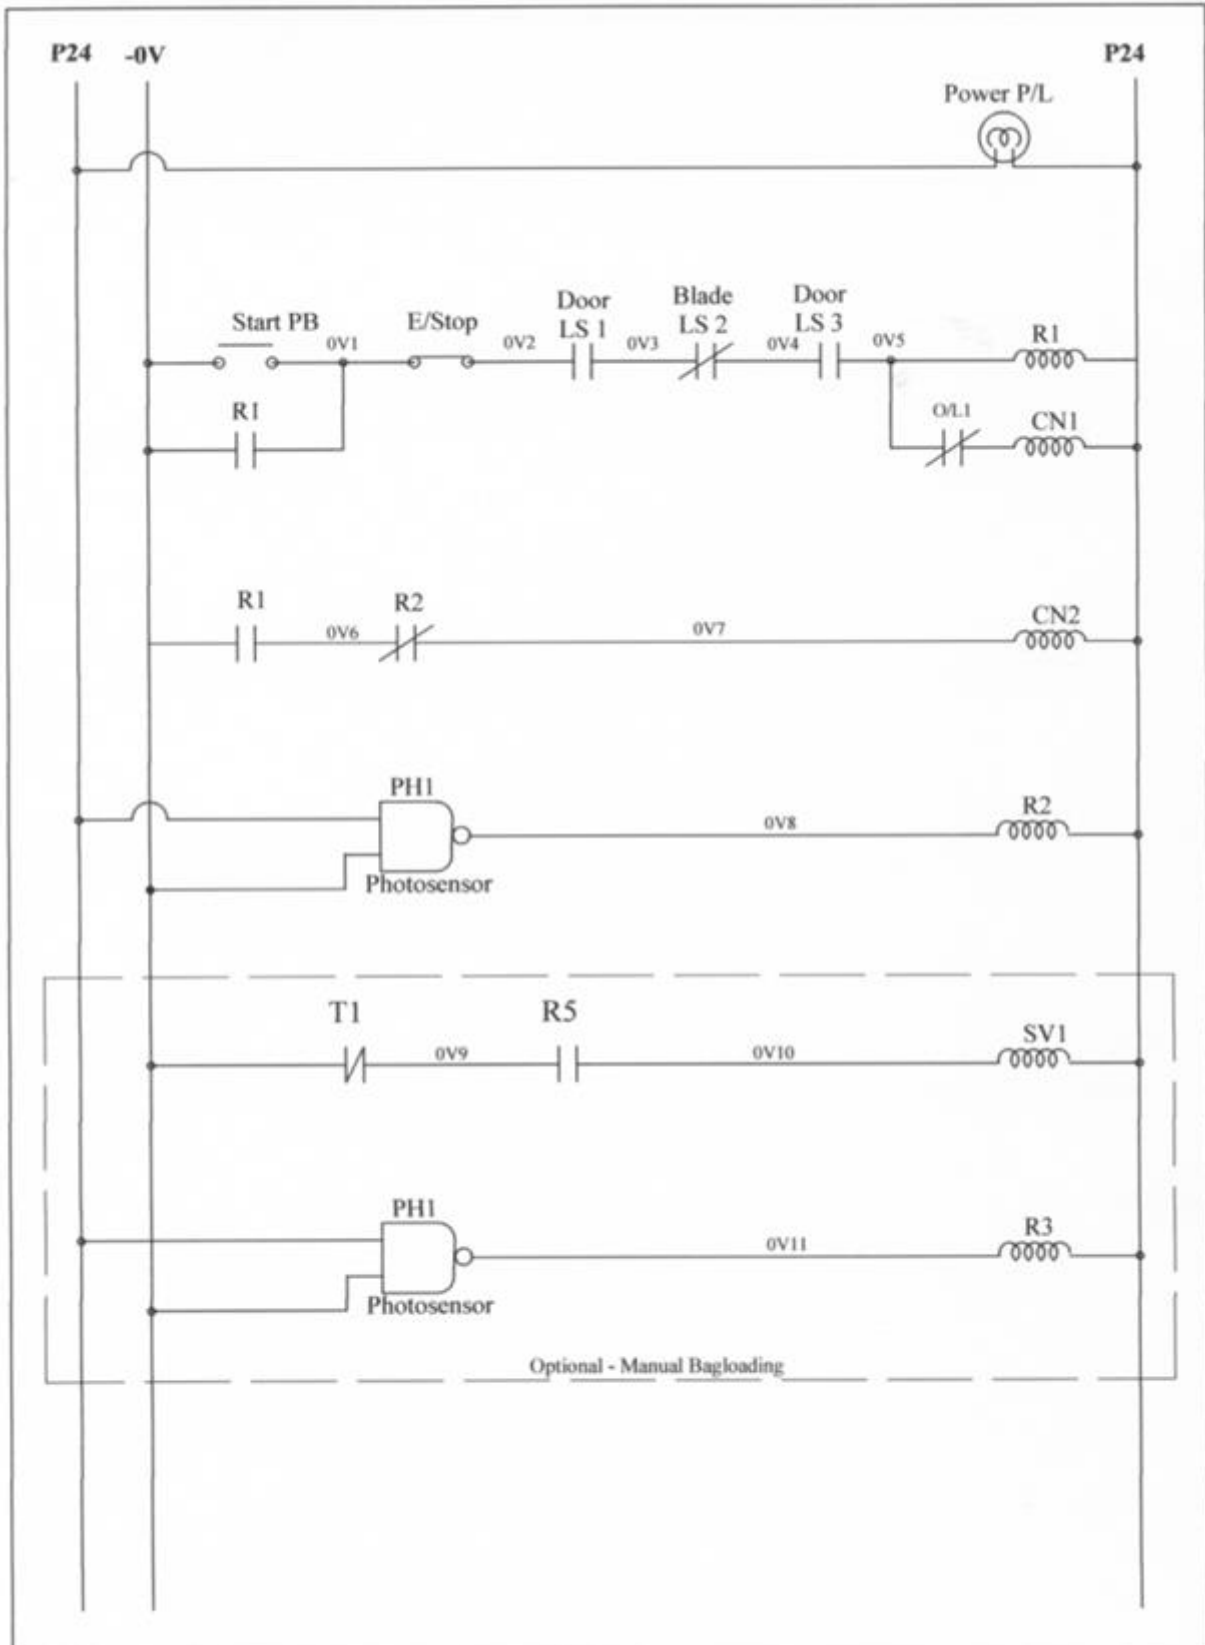 P24 -0V P24
Power P/L
Start PB
0V1
E/Stop
0V2
Door
LS 1
0V3
Blade
LS 2
0V4
Door
LS 3
0V5
R1
R1
O/L1
CN1
R1
0V6
R2
0V7
CN2
PH1
Photosensor
0V8
R2
T1
0V9
R5
0V10
SV1
PH1
Photosensor
0V11
R3
Optional - Manual Bagloading